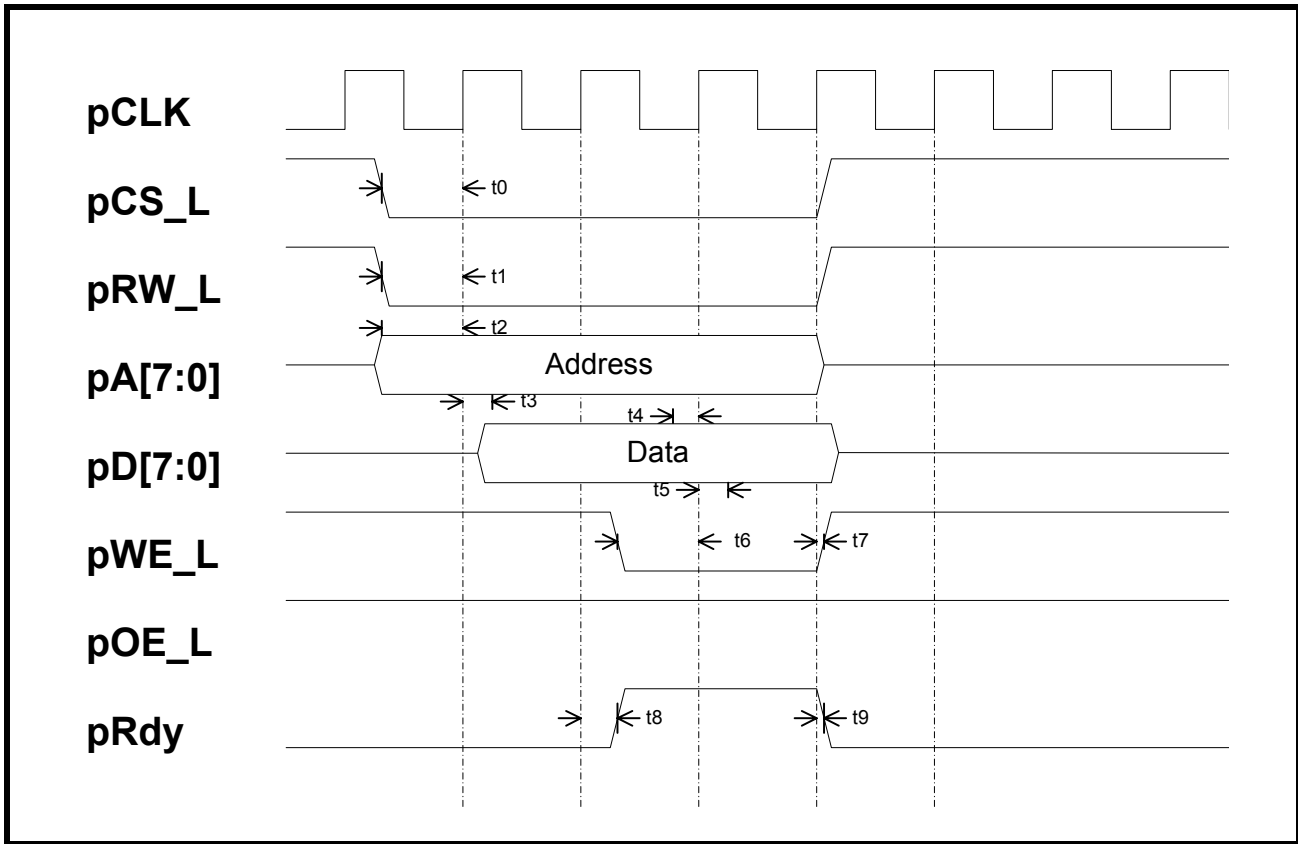 pCLK
pCS_L
t0
pRW_L
t1
t2
pA[7:0]
Address
t3
t4
pD[7:0]
Data
t5
pWE_L
t6
t7
pOE_L
pRdy
t8
t9